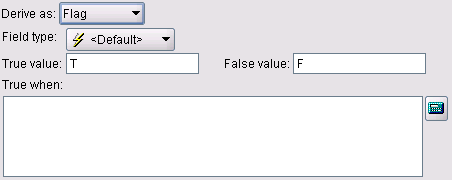 Derive as: Flag
Field type: <Default>
True value: T False value: F
True when: